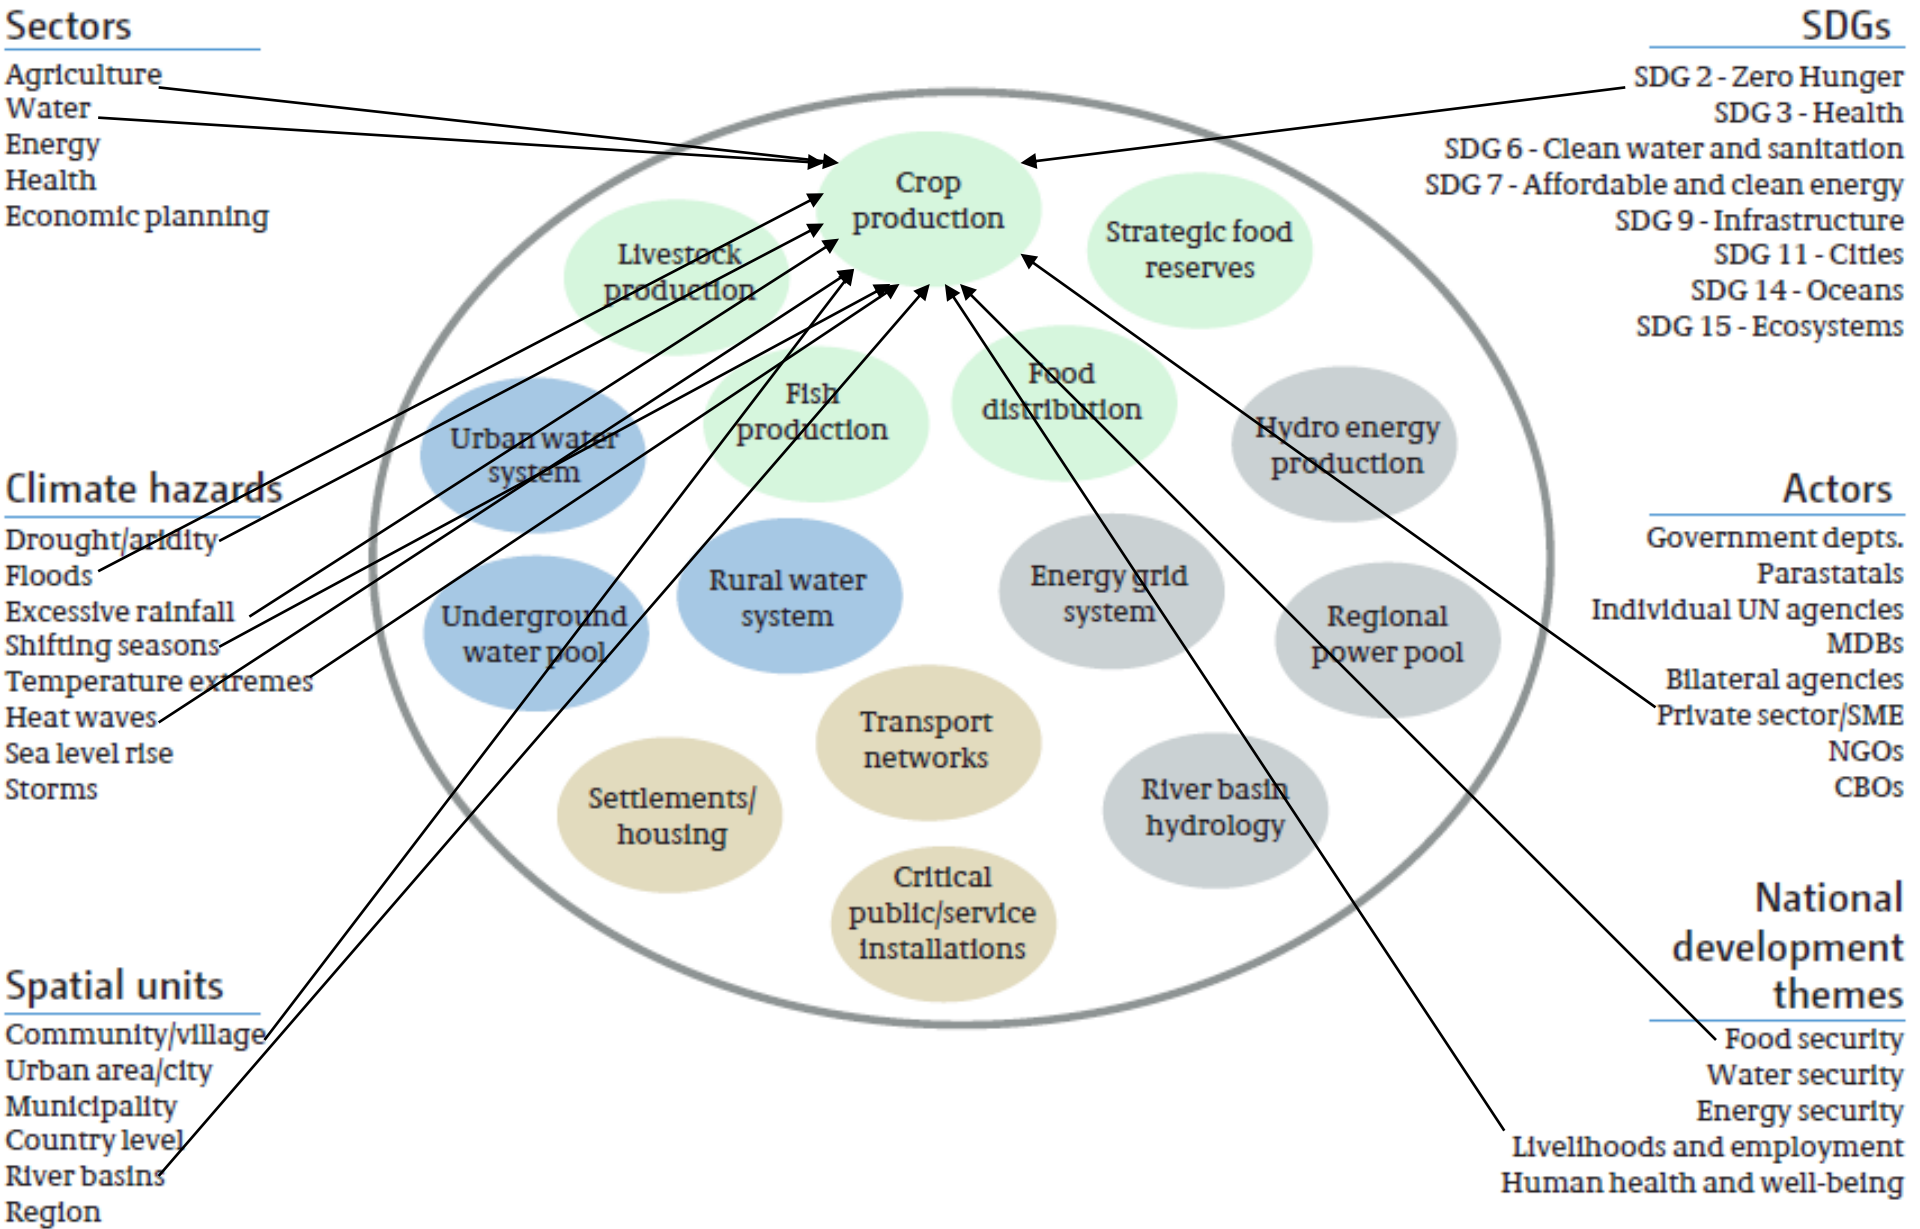 Sectors
Agriculture
Water
Energy
Health
Economic planning
Climate hazards
Drought/aridity
Floods
Excessive rainfall
Shifting seasons
Temperature extremes
Heat waves
Sea level rise
Storms
Spatial units
Community/village
Urban area/city
Municipality
Country level
River basins
Region
Crop
production
Livestock
production
Strategic food
reserves
Fish
production
Food
distribution
Urban water
system
Hydro energy
production
Underground
water pool
Rural water
system
Energy grid
system
Regional
power pool
Transport
networks
Settlements/
housing
River basin
hydrology
Critical
public/service
installations
SDGs
SDG 2 - Zero Hunger
SDG 3 - Health
SDG 6 - Clean water and sanitation
SDG 7 - Affordable and clean energy
SDG 9 - Infrastructure
SDG 11 - Cities
SDG 14 - Oceans
SDG 15 - Ecosystems
Actors
Government depts.
Parastatals
Individual UN agencies
MDBs
Bilateral agencies
Private sector/SME
NGOs
CBOs
National
development
themes
Food security
Water security
Energy security
Livelihoods and employment
Human health and well-being